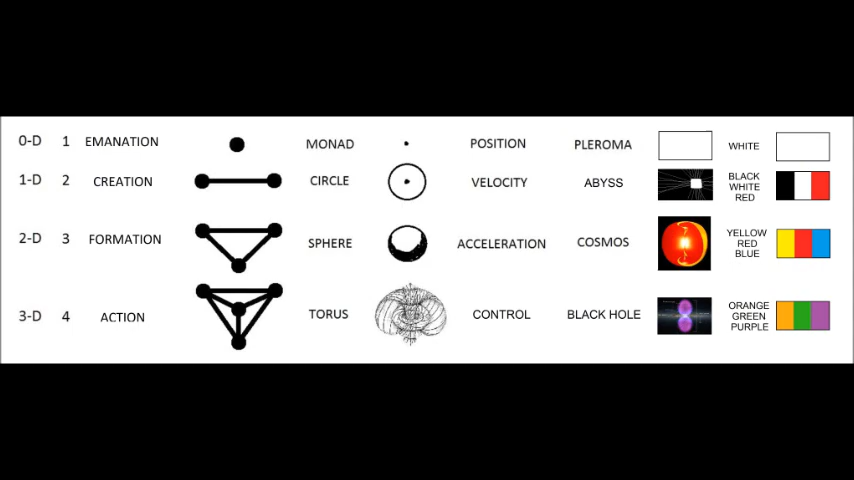 0-D 1 EMANATION MONAD POSITION PLEROMA WHITE
1-D 2 CREATION CIRCLE VELOCITY ABYSS BLACK WHITE RED
2-D 3 FORMATION SPHERE ACCELERATION COSMOS YELLOW RED BLUE
3-D 4 ACTION TORUS CONTROL BLACK HOLE ORANGE GREEN PURPLE